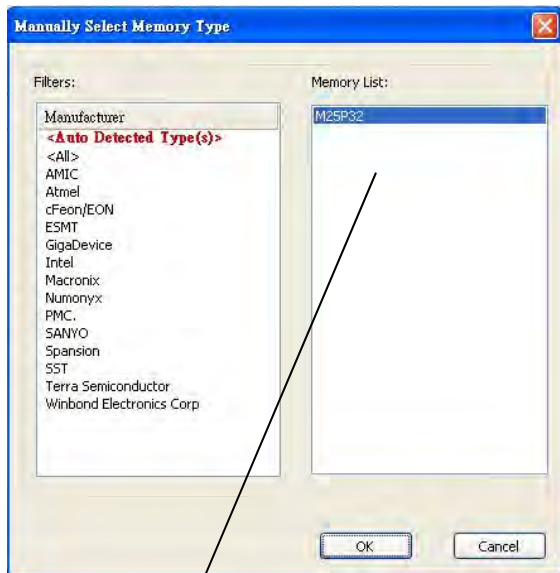 Manually Select Memory Type
Filters:
Manufacturer
<Auto Detected Type(s)>
<All>
AMIC
Atmel
cFeon/EON
ESMT
GigaDevice
Intel
Macronix
Numonyx
PMC.
SANYO
Spansion
SST
Terra Semiconductor
Winbond Electronics Corp
Memory List:
M25P32
OK
Cancel